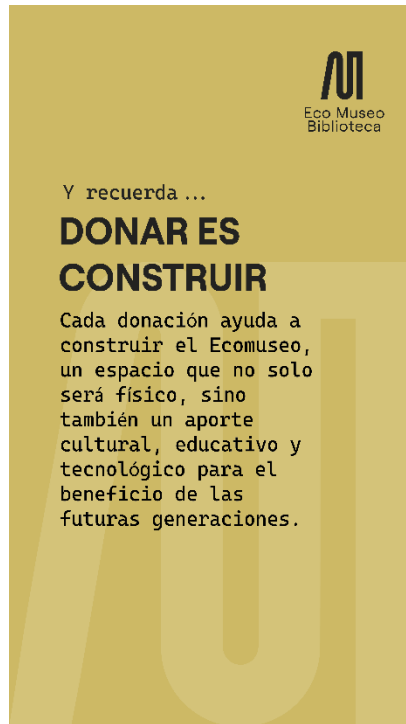 Eco Museo
Biblioteca
Y recuerda...
DONAR ES
CONSTRUIR
Cada donación ayuda a
construir el Ecomuseo,
un espacio que no solo
será físico, sino
también un aporte
cultural, educativo y
tecnológico para el
beneficio de las
futuras generaciones.